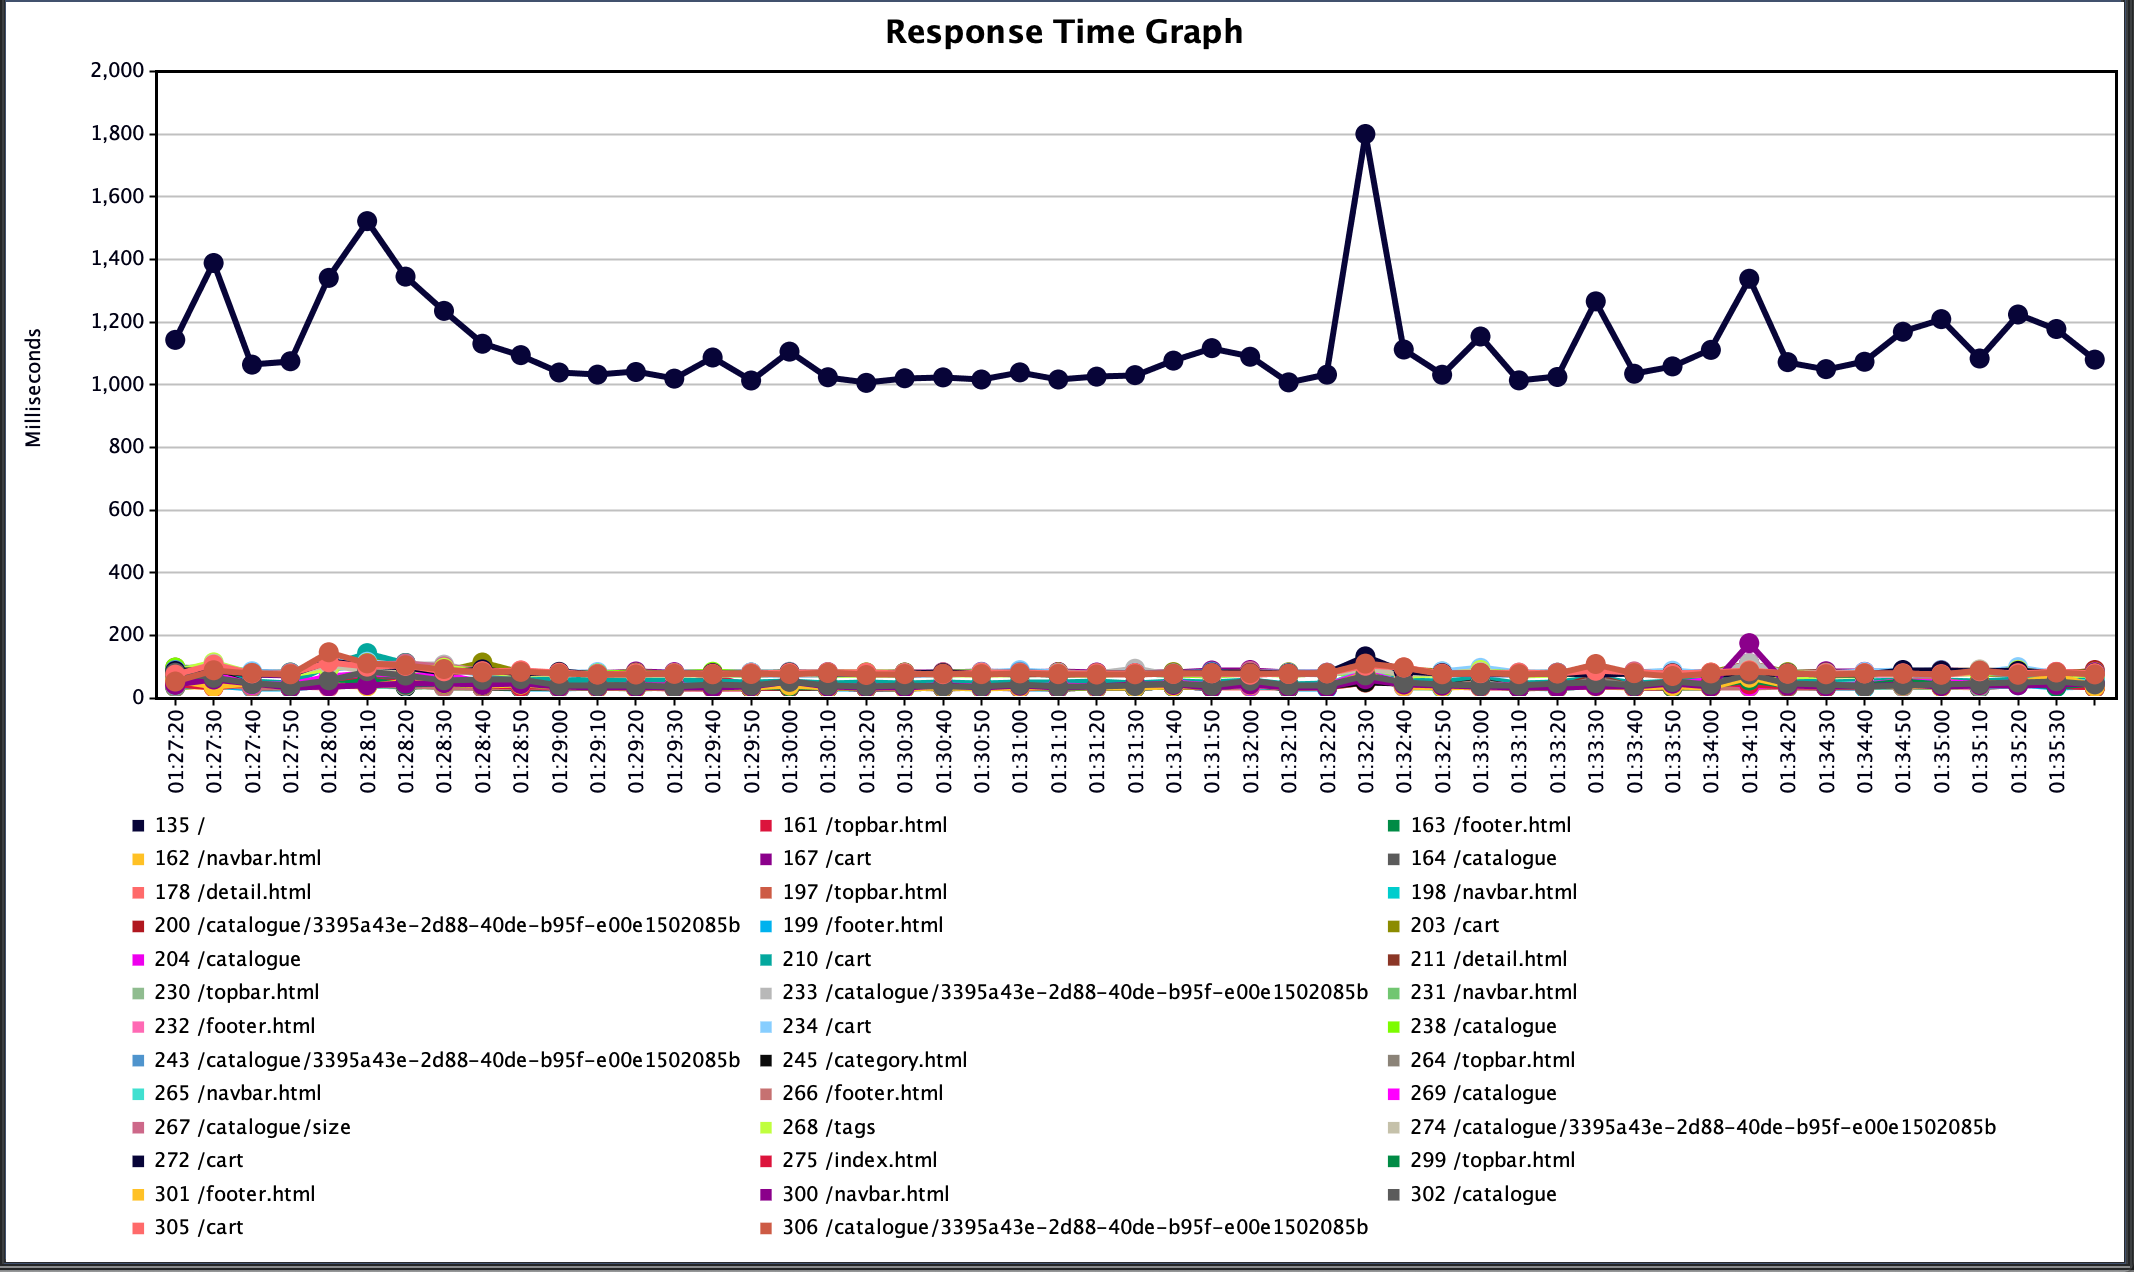 Response Time Graph
2,000
1,800
1,600
1,400
1,200
1,000
800
600
400
200
0
Milliseconds
01:27:20 01:27:30 01:27:40 01:27:50 01:28:00 01:28:10 01:28:20 01:28:30 01:28:40 01:28:50 01:29:00 01:29:10 01:29:20 01:29:30 01:29:40 01:29:50 01:30:00 01:30:10 01:30:20 01:30:30 01:30:40 01:30:50 01:31:00 01:31:10 01:31:20 01:31:30 01:31:40 01:31:50 01:32:00 01:32:10 01:32:20 01:32:30 01:32:40 01:32:50 01:33:00 01:33:10 01:33:20 01:33:30 01:33:40 01:33:50 01:34:00 01:34:10 01:34:20 01:34:30 01:34:40 01:34:50 01:35:00 01:35:10 01:35:20 01:35:30
135 / 161 /topbar.html 163 /footer.html
162 /navbar.html 167 /cart 164 /catalogue
178 /detail.html 197 /topbar.html 198 /navbar.html
200 /catalogue/3395a43e-2d88-40de-b95f-e00e1502085b 199 /footer.html 203 /cart
204 /catalogue 210 /cart 211 /detail.html
230 /topbar.html 233 /catalogue/3395a43e-2d88-40de-b95f-e00e1502085b 231 /navbar.html
232 /footer.html 234 /cart 238 /catalogue
243 /catalogue/3395a43e-2d88-40de-b95f-e00e1502085b 245 /category.html 264 /topbar.html
265 /navbar.html 266 /footer.html 269 /catalogue
267 /catalogue/size 268 /tags 274 /catalogue/3395a43e-2d88-40de-b95f-e00e1502085b
272 /cart 275 /index.html 299 /topbar.html
301 /footer.html 300 /navbar.html 302 /catalogue
305 /cart 306 /catalogue/3395a43e-2d88-40de-b95f-e00e1502085b